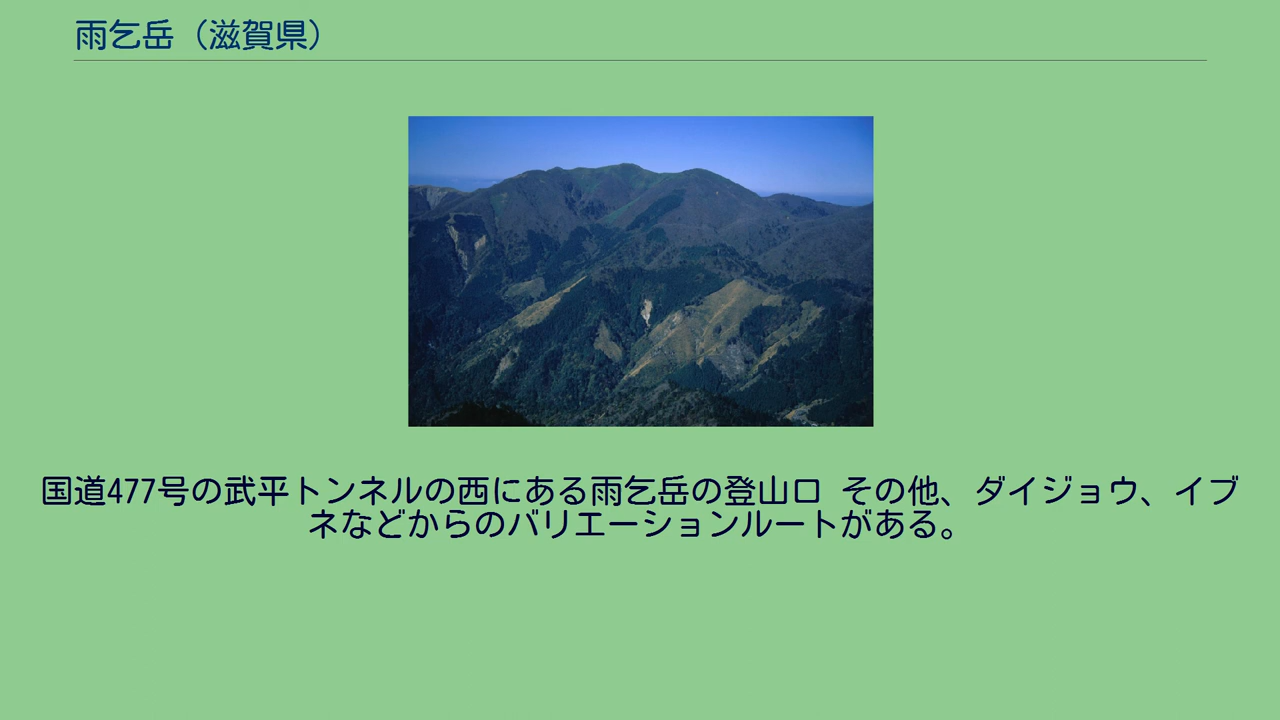 雨乞岳（滋賀県）
国道477号の武平トンネルの西にある雨乞岳の登山口 その他、ダイジョウ、イブ
ネなどからのバリエーションルートがある。